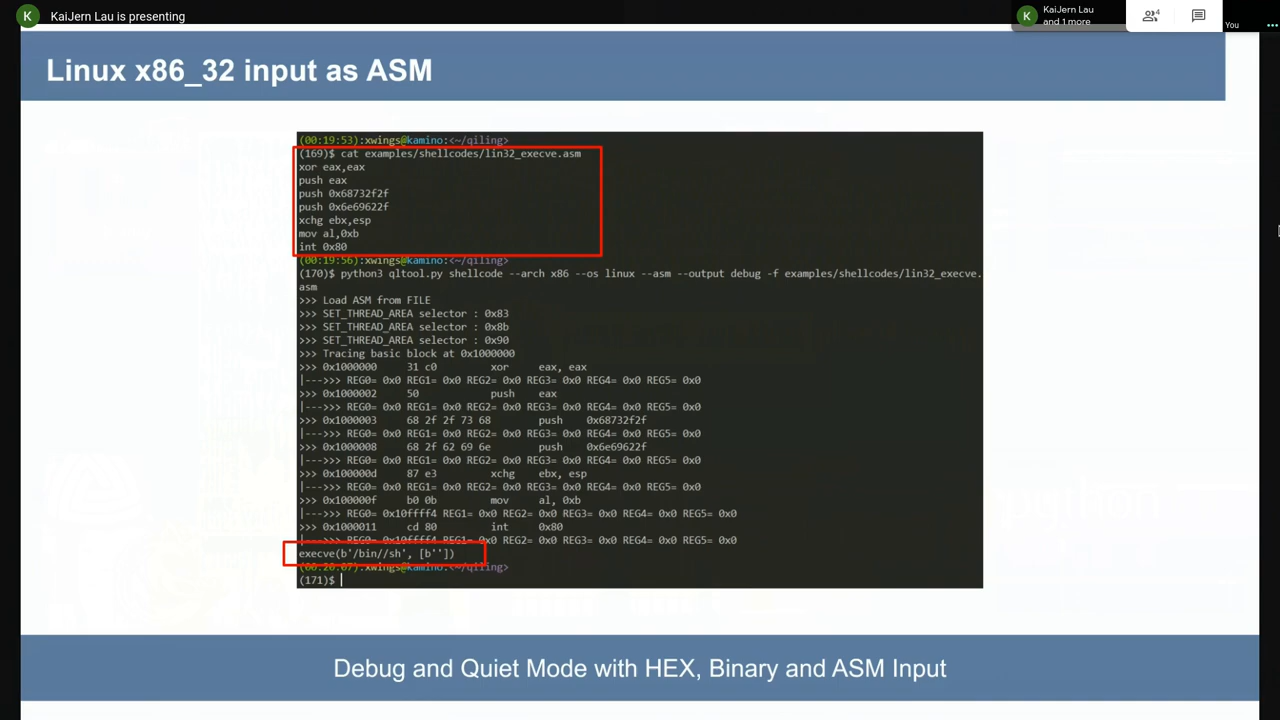 K KaiJern Lau is presenting
K KaiJern Lau
and 1 more
4
You
Linux x86_32 input as ASM
(00:19:53):xwings@kamino:<~/qiling>
(169)$ cat examples/shellcodes/lin32_execve.asm
xor eax,eax
push eax
push 0x68732f2f
push 0x6e69622f
xchg ebx,esp
mov al,0xb
int 0x80
(00:19:56):xwings@kamino:<~/qiling>
(170)$ python3 qltool.py shellcode --arch x86 --os linux --asm --output debug -f examples/shellcodes/lin32_execve.
asm
>>> Load ASM from FILE
>>> SET_THREAD_AREA selector : 0x83
>>> SET_THREAD_AREA selector : 0x8b
>>> SET_THREAD_AREA selector : 0x90
>>> Tracing basic block at 0x1000000
>>> 0x1000000 31 c0 xor eax, eax
|--->>> REG0= 0x0 REG1= 0x0 REG2= 0x0 REG3= 0x0 REG4= 0x0 REG5= 0x0
>>> 0x1000002 50 push eax
|--->>> REG0= 0x0 REG1= 0x0 REG2= 0x0 REG3= 0x0 REG4= 0x0 REG5= 0x0
>>> 0x1000003 68 2f 2f 73 68 push 0x68732f2f
|--->>> REG0= 0x0 REG1= 0x0 REG2= 0x0 REG3= 0x0 REG4= 0x0 REG5= 0x0
>>> 0x1000008 68 2f 62 69 6e push 0x6e69622f
|--->>> REG0= 0x0 REG1= 0x0 REG2= 0x0 REG3= 0x0 REG4= 0x0 REG5= 0x0
>>> 0x100000d 87 e3 xchg ebx, esp
|--->>> REG0= 0x0 REG1= 0x0 REG2= 0x0 REG3= 0x0 REG4= 0x0 REG5= 0x0
>>> 0x100000f b0 0b mov al, 0xb
|--->>> REG0= 0x10ffff4 REG1= 0x0 REG2= 0x0 REG3= 0x0 REG4= 0x0 REG5= 0x0
>>> 0x1000011 cd 80 int 0x80
|--->>> REG0= 0x10ffff4 REG1= 0x0 REG2= 0x0 REG3= 0x0 REG4= 0x0 REG5= 0x0
execve(b'/bin//sh', [b''])
(00:20:07):xwings@kamino:<~/qiling>
(171)$
Debug and Quiet Mode with HEX, Binary and ASM Input